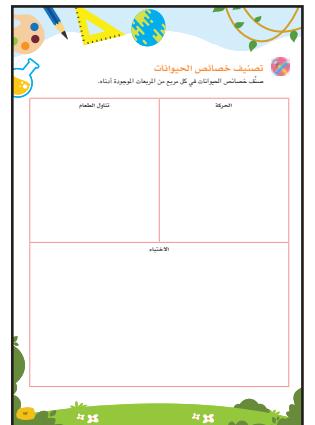 تصنيف خصائص الحيوانات
صنّف خصائص الحيوانات في كل مربع من المربعات الموجودة أدناه.
الحركة
تناول الطعام
الاختباء